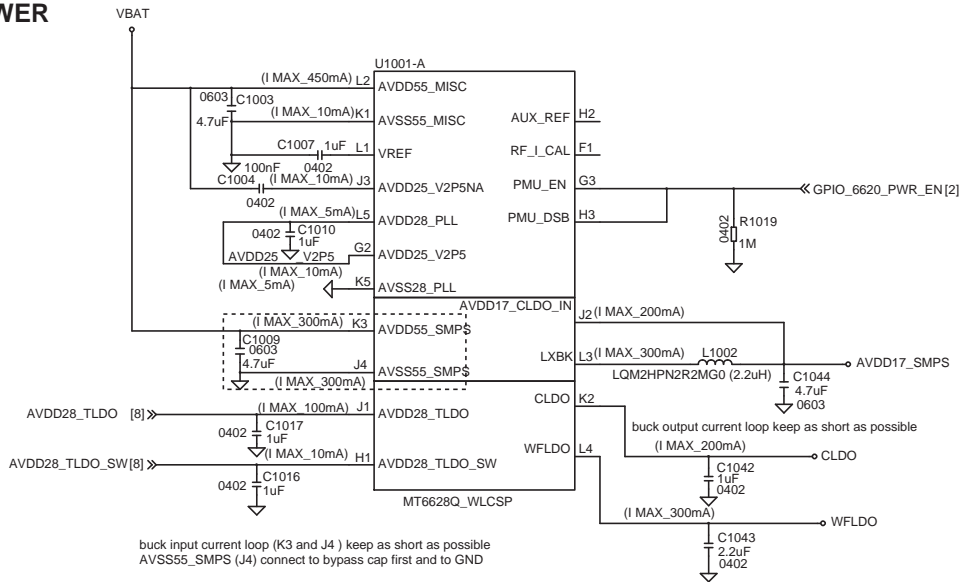 WER
VBAT
U1001-A
(I MAX_450mA) L2 AVDD55_MISC
0603 C1003
4.7uF
(I MAX_10mA) K1 AVSS55_MISC
AUX_REF H2
C1007 1uF L1 VREF
0402
RF_I_CAL F1
100nF
C1004 (I MAX_10mA) J3 AVDD25_V2P5NA
0402
PMU_EN G3
GPIO_6620_PWR_EN [2]
(I MAX_5mA) L5 AVDD28_PLL
PMU_DSB H3
0402 R1019
1M
0402 C1010
1uF
G2 AVDD25_V2P5
AVDD25_V2P5
(I MAX_10mA)
(I MAX_5mA) K5 AVSS28_PLL
AVDD17_CLDO_IN
J2 (I MAX_200mA)
(I MAX_300mA) K3 AVDD55_SMPS
C1009
0603
4.7uF
LXBK L3 (I MAX_300mA) L1002
AVDD17_SMPS
J4 AVSS55_SMPS
(I MAX_300mA)
LQM2HPN2R2MG0 (2.2uH)
C1044
4.7uF
0603
CLDO K2
AVDD28_TLDO [8] (I MAX_100mA) J1 AVDD28_TLDO
0402 C1017
1uF
buck output current loop keep as short as possible
WFLDO L4
(I MAX_200mA)
CLDO
AVDD28_TLDO_SW[8] (I MAX_10mA) H1 AVDD28_TLDO_SW
0402 C1016
1uF
C1042
1uF
0402
MT6628Q_WLCSP
(I MAX_300mA)
WFLDO
C1043
2.2uF
0402
buck input current loop (K3 and J4 ) keep as short as possible
AVSS55_SMPS (J4) connect to bypass cap first and to GND